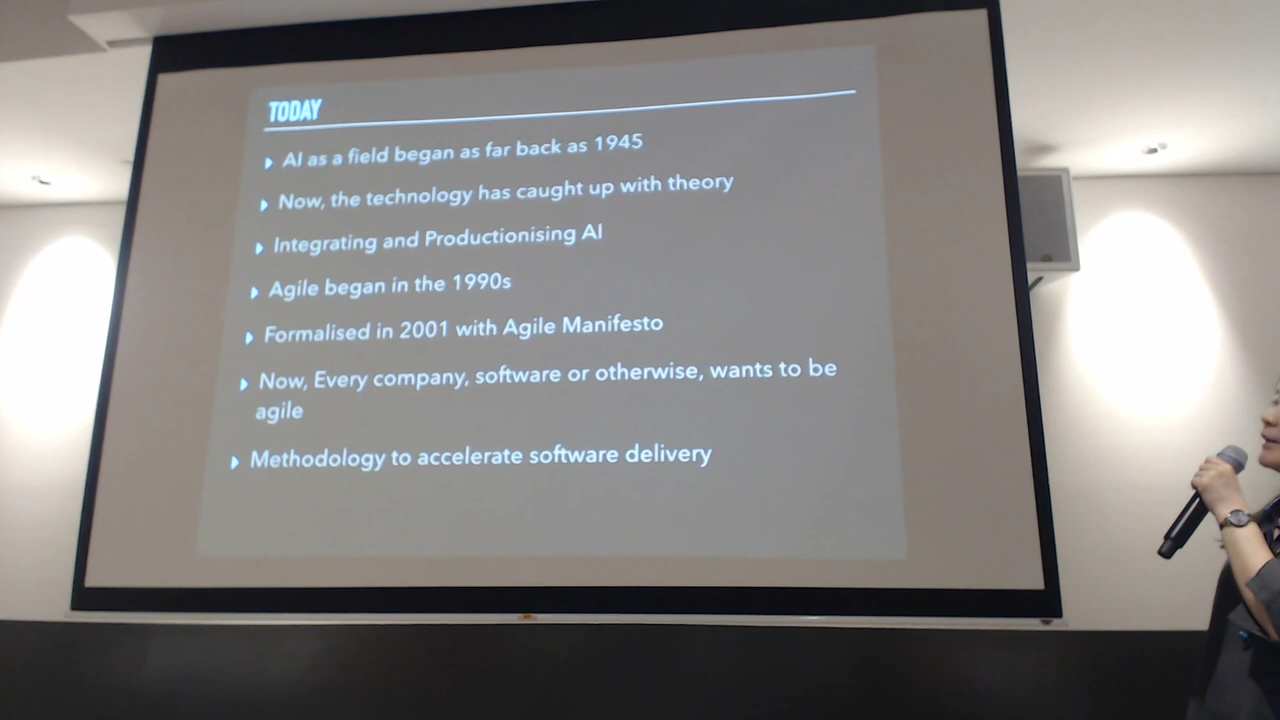 TODAY
AI as a field began as far back as 1945
Now, the technology has caught up with theory
Integrating and Productionising AI
Agile began in the 1990s
Formalised in 2001 with Agile Manifesto
Now, Every company, software or otherwise, wants to be
agile
Methodology to accelerate software delivery